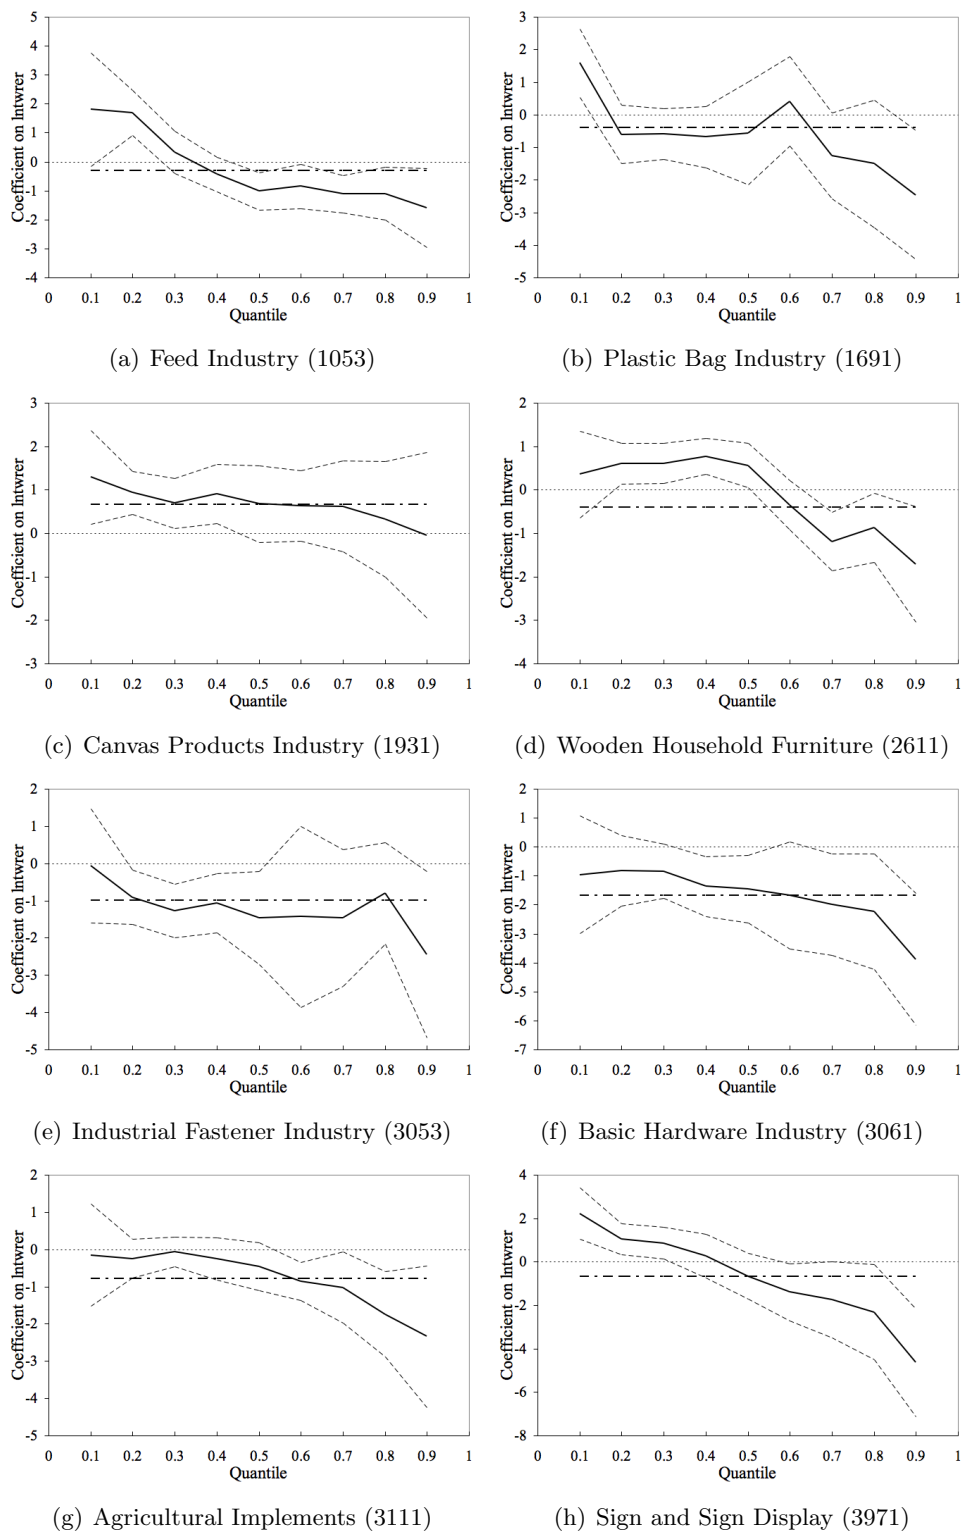 5
4
3
2
1
0
-1
-2
-3
-4
Coefficient on lntwrer
0 0.1 0.2 0.3 0.4 0.5 0.6 0.7 0.8 0.9 1
Quantile
(a) Feed Industry (1053)
3
2
1
0
-1
-2
-3
-4
-5
Coefficient on lntwrer
0 0.1 0.2 0.3 0.4 0.5 0.6 0.7 0.8 0.9 1
Quantile
(b) Plastic Bag Industry (1691)
3
2
1
0
-1
-2
-3
Coefficient on lntwrer
0 0.1 0.2 0.3 0.4 0.5 0.6 0.7 0.8 0.9 1
Quantile
(c) Canvas Products Industry (1931)
2
1
0
-1
-2
-3
-4
Coefficient on lntwrer
0 0.1 0.2 0.3 0.4 0.5 0.6 0.7 0.8 0.9 1
Quantile
(d) Wooden Household Furniture (2611)
2
1
0
-1
-2
-3
-4
-5
Coefficient on lntwrer
0 0.1 0.2 0.3 0.4 0.5 0.6 0.7 0.8 0.9 1
Quantile
(e) Industrial Fastener Industry (3053)
2
1
0
-1
-2
-3
-4
-5
-6
-7
Coefficient on lntwrer
0 0.1 0.2 0.3 0.4 0.5 0.6 0.7 0.8 0.9 1
Quantile
(f) Basic Hardware Industry (3061)
2
1
0
-1
-2
-3
-4
-5
Coefficient on lntwrer
0 0.1 0.2 0.3 0.4 0.5 0.6 0.7 0.8 0.9 1
Quantile
(g) Agricultural Implements (3111)
4
2
0
-2
-4
-6
-8
Coefficient on lntwrer
0 0.1 0.2 0.3 0.4 0.5 0.6 0.7 0.8 0.9 1
Quantile
(h) Sign and Sign Display (3971)